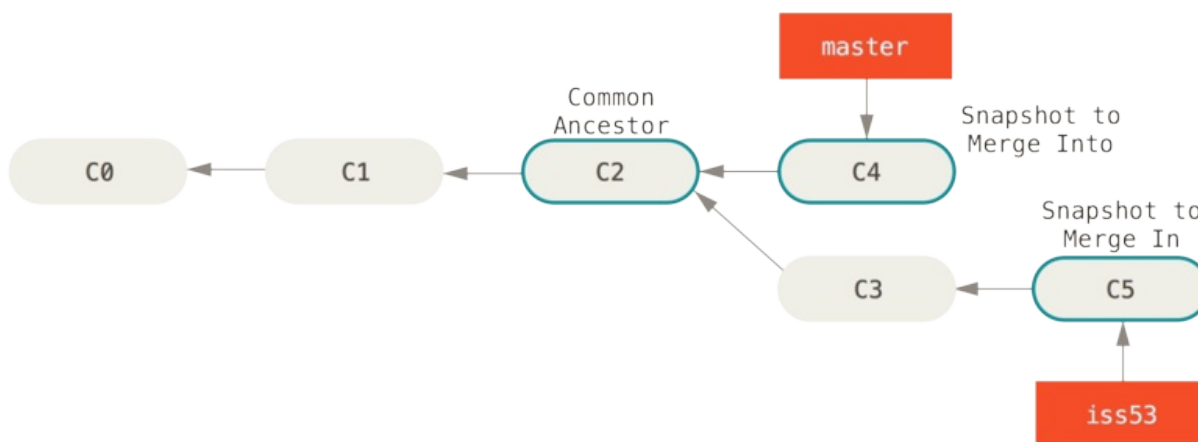 master
Common
Ancestor
Snapshot to
Merge Into
C0
C1
C2
C4
Snapshot to
Merge In
C3
C5
iss53